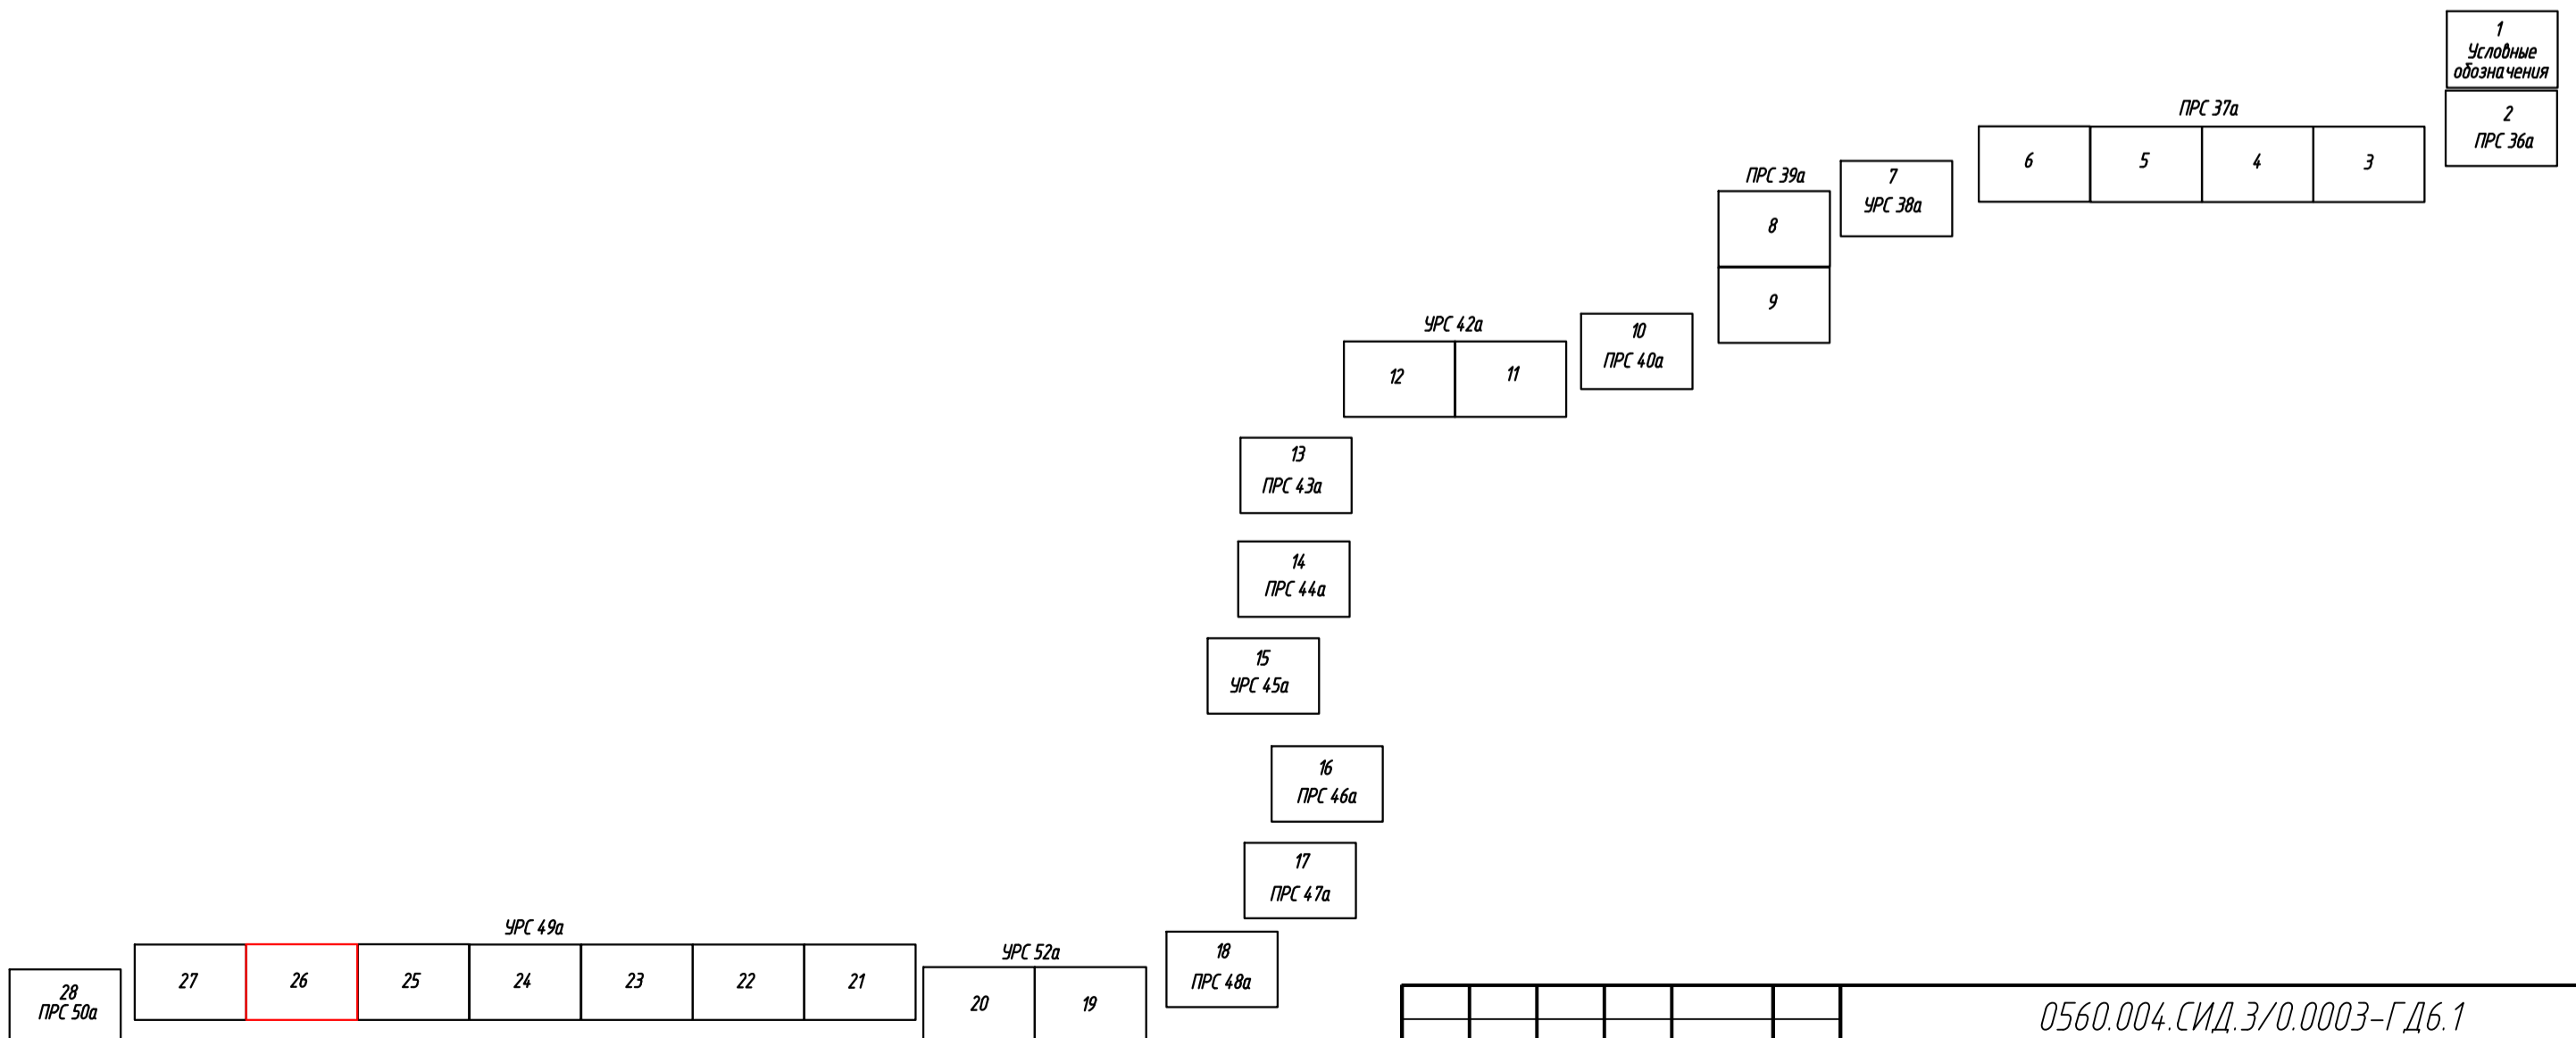 1
Условные
обозначения
2
ПРС 36а
ПРС 37а
6 5 4 3
7
УРС 38а
ПРС 39а
8
9
10
ПРС 40а
УРС 42а
12 11
13
ПРС 43а
14
ПРС 44а
15
УРС 45а
16
ПРС 46а
17
ПРС 47а
18
ПРС 48а
УРС 52а
20 19
УРС 49а
27 26 25 24 23 22 21
28
ПРС 50а
0560.004.СИД.3/0.0003-ГД6.1